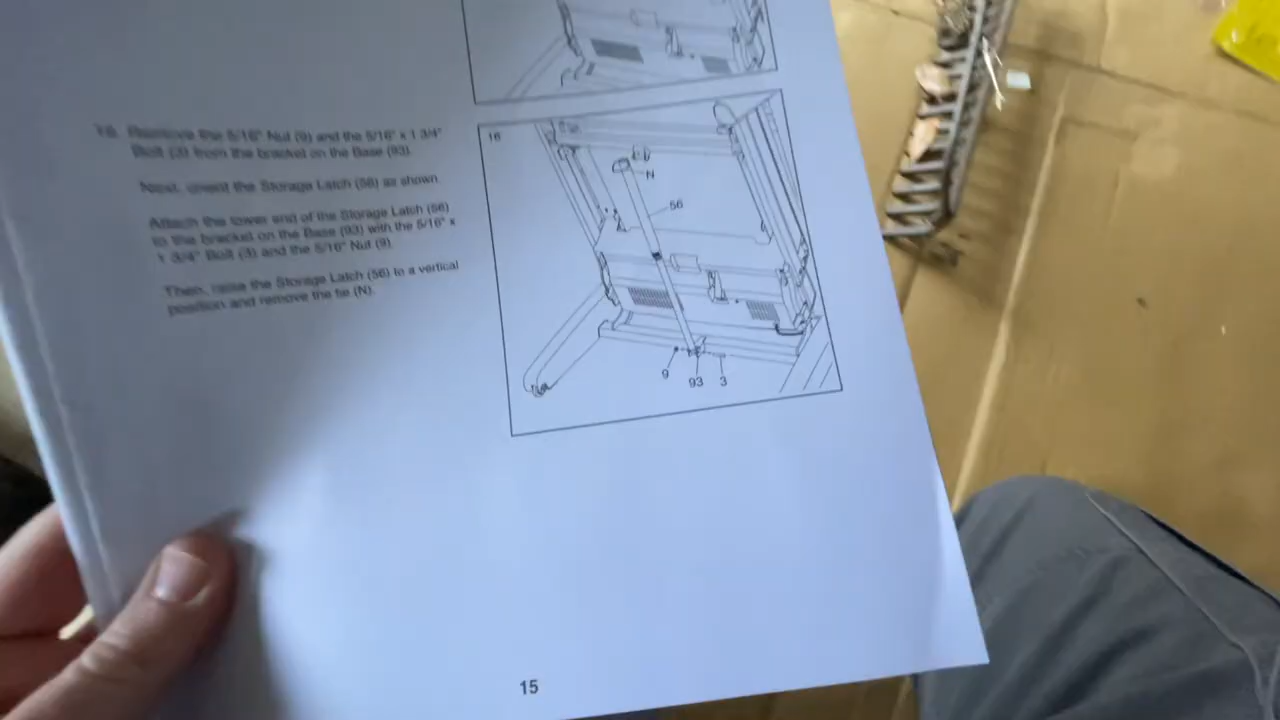 16. Remove the 5/16" Nut (9) and the 5/16" x 1 3/4"
Bolt (3) from the bracket on the Base (93).
Next, orient the Storage Latch (56) as shown.
Attach the lower end of the Storage Latch (56)
to the bracket on the Base (93) with the 5/16" x
1 3/4" Bolt (3) and the 5/16" Nut (9).
Then, raise the Storage Latch (56) to a vertical
position and remove the tie (N).
16
N
56
9
93
3
15